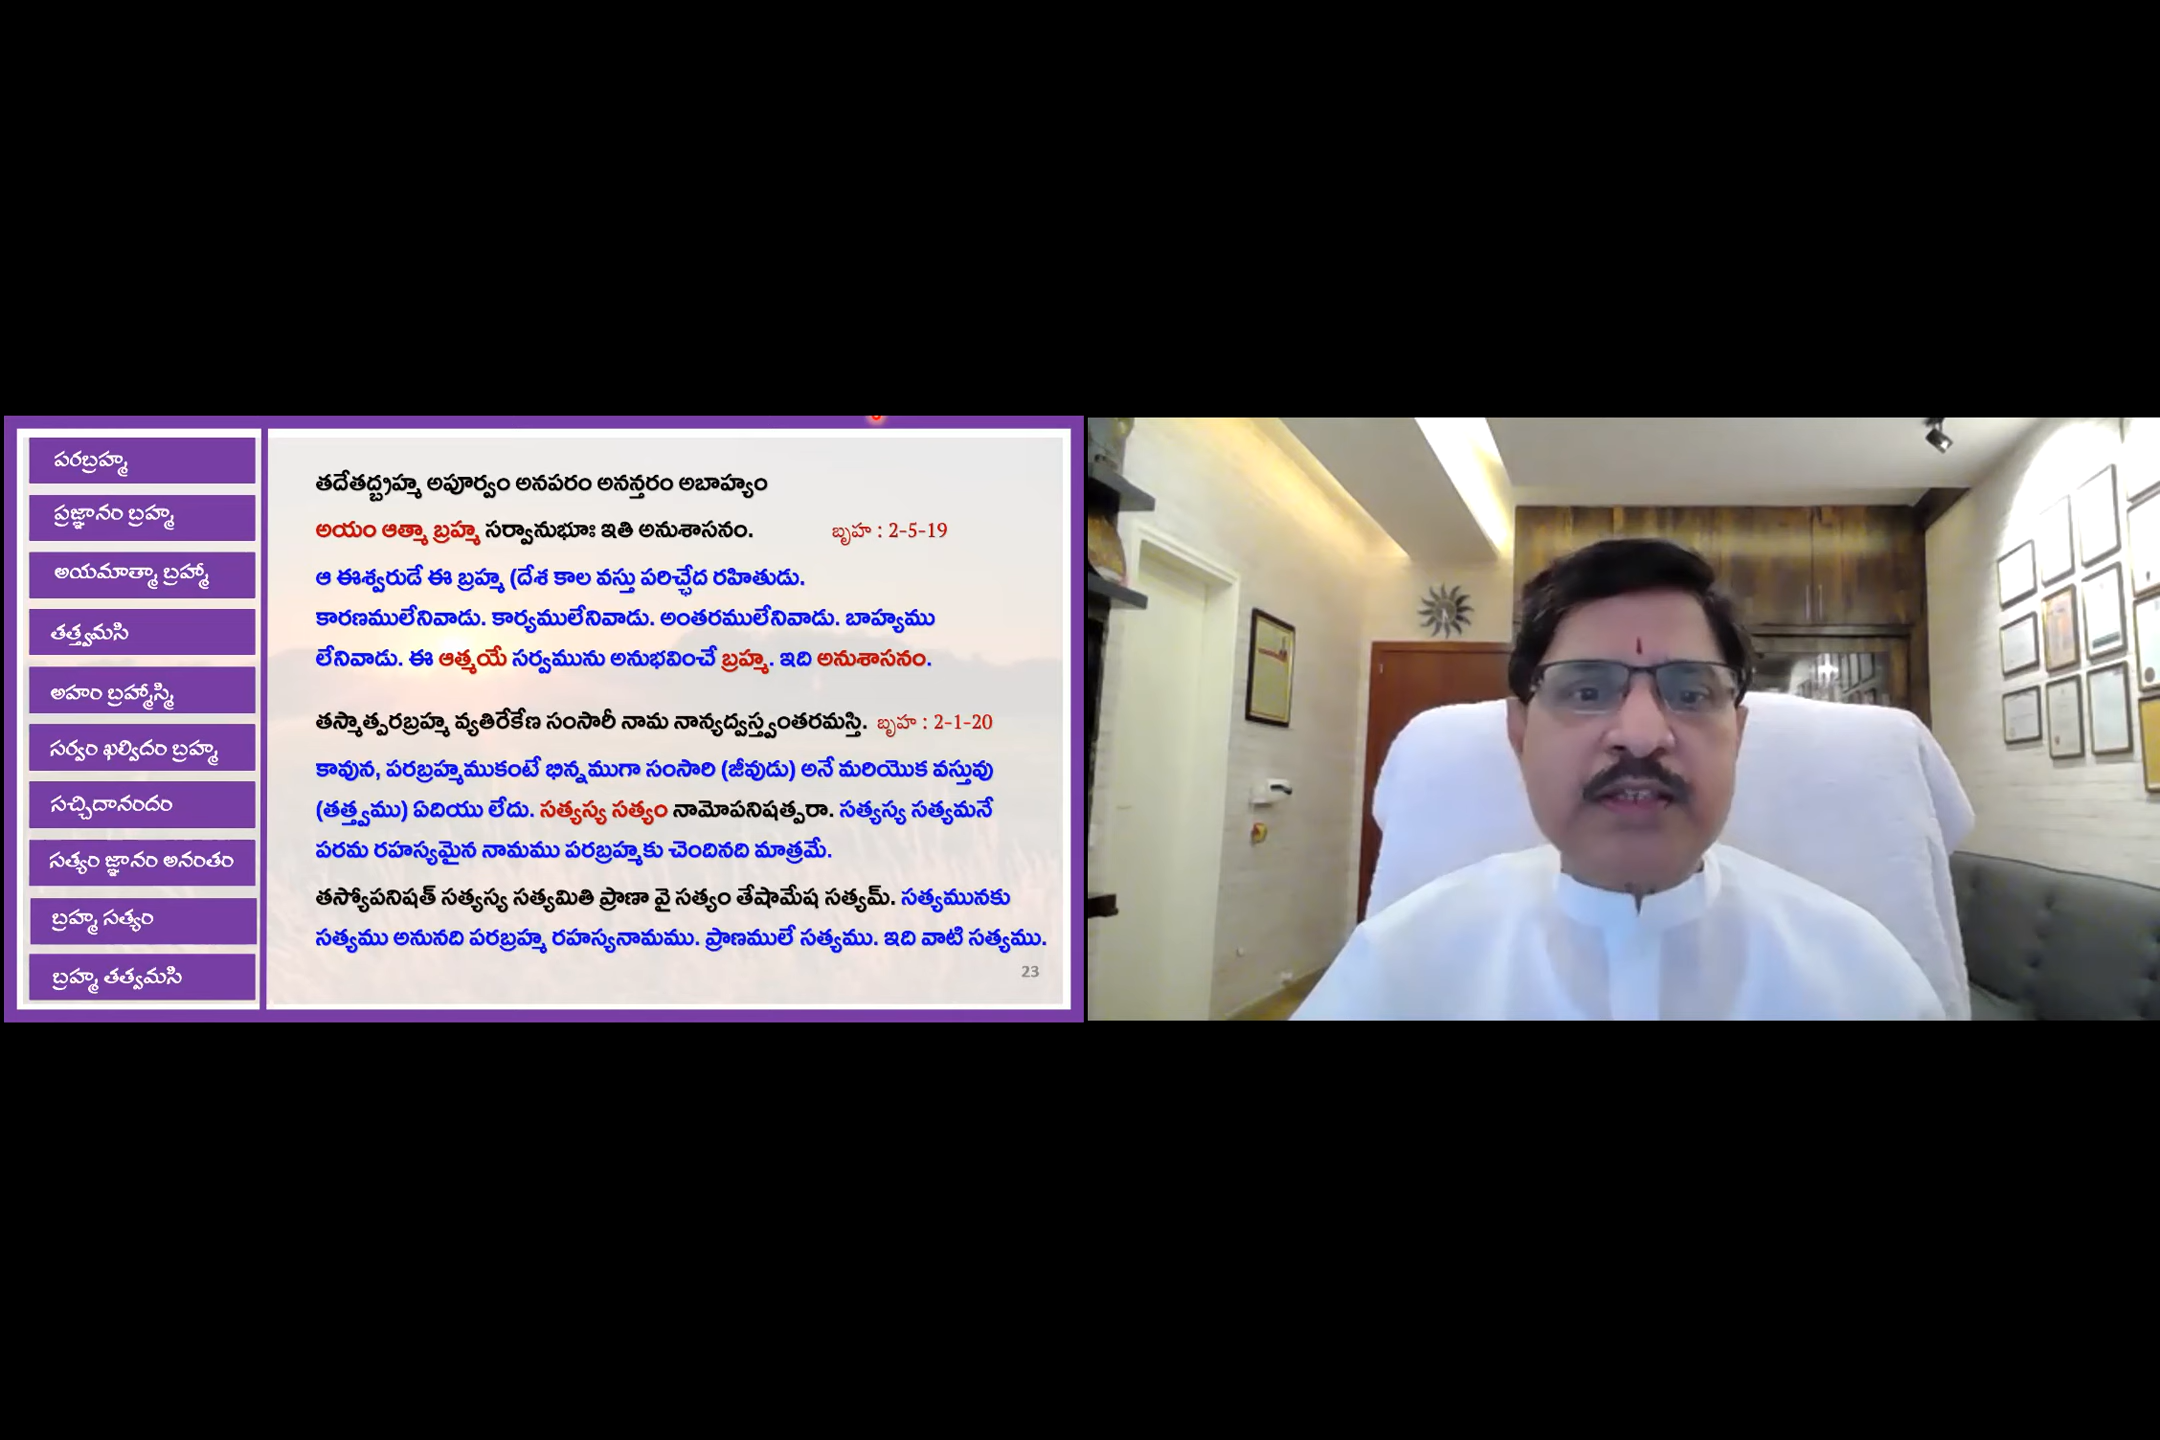 పరబ్రహ్మ
ప్రజ్ఞానం బ్రహ్మ
అయమాత్మా బ్రహ్మా
తత్త్వమసి
అహం బ్రహ్మాస్మి
సర్వం ఖల్విదం బ్రహ్మ
సచ్చిదానందం
సత్యం జ్ఞానం అనంతం
బ్రహ్మ సత్యం
బ్రహ్మ తత్వమసి
తదేతద్బ్రహ్మ అపూర్వం అనపరం అనన్తరం అబాహ్యం
అయం ఆత్మా బ్రహ్మ సర్వానుభూః ఇతి అనుశాసనం. బృహ : 2-5-19
ఆ ఈశ్వరుడే ఈ బ్రహ్మ (దేశ కాల వస్తు పరిచ్ఛేద రహితుడు.
కారణములేనివాడు. కార్యములేనివాడు. అంతరములేనివాడు. బాహ్యము
లేనివాడు. ఈ ఆత్మయే సర్వమును అనుభవించే బ్రహ్మ. ఇది అనుశాసనం.
తస్మాత్పరబ్రహ్మ వ్యతిరేకేణ సంసారీ నామ నాన్యద్వస్త్వంతరమస్తి. బృహ : 2-1-20
కావున, పరబ్రహ్మముకంటే భిన్నముగా సంసారి (జీవుడు) అనే మరియొక వస్తువు
(తత్త్వము) ఏదియు లేదు. సత్యస్య సత్యం నామోపనిషత్పరా. సత్యస్య సత్యమనే
పరమ రహస్యమైన నామము పరబ్రహ్మకు చెందినది మాత్రమే.
తస్యోపనిషత్ సత్యస్య సత్యమితి ప్రాణా వై సత్యం తేషామేష సత్యమ్. సత్యమునకు
సత్యము అనునది పరబ్రహ్మ రహస్యనామము. ప్రాణములే సత్యము. ఇది వాటి సత్యము.
23